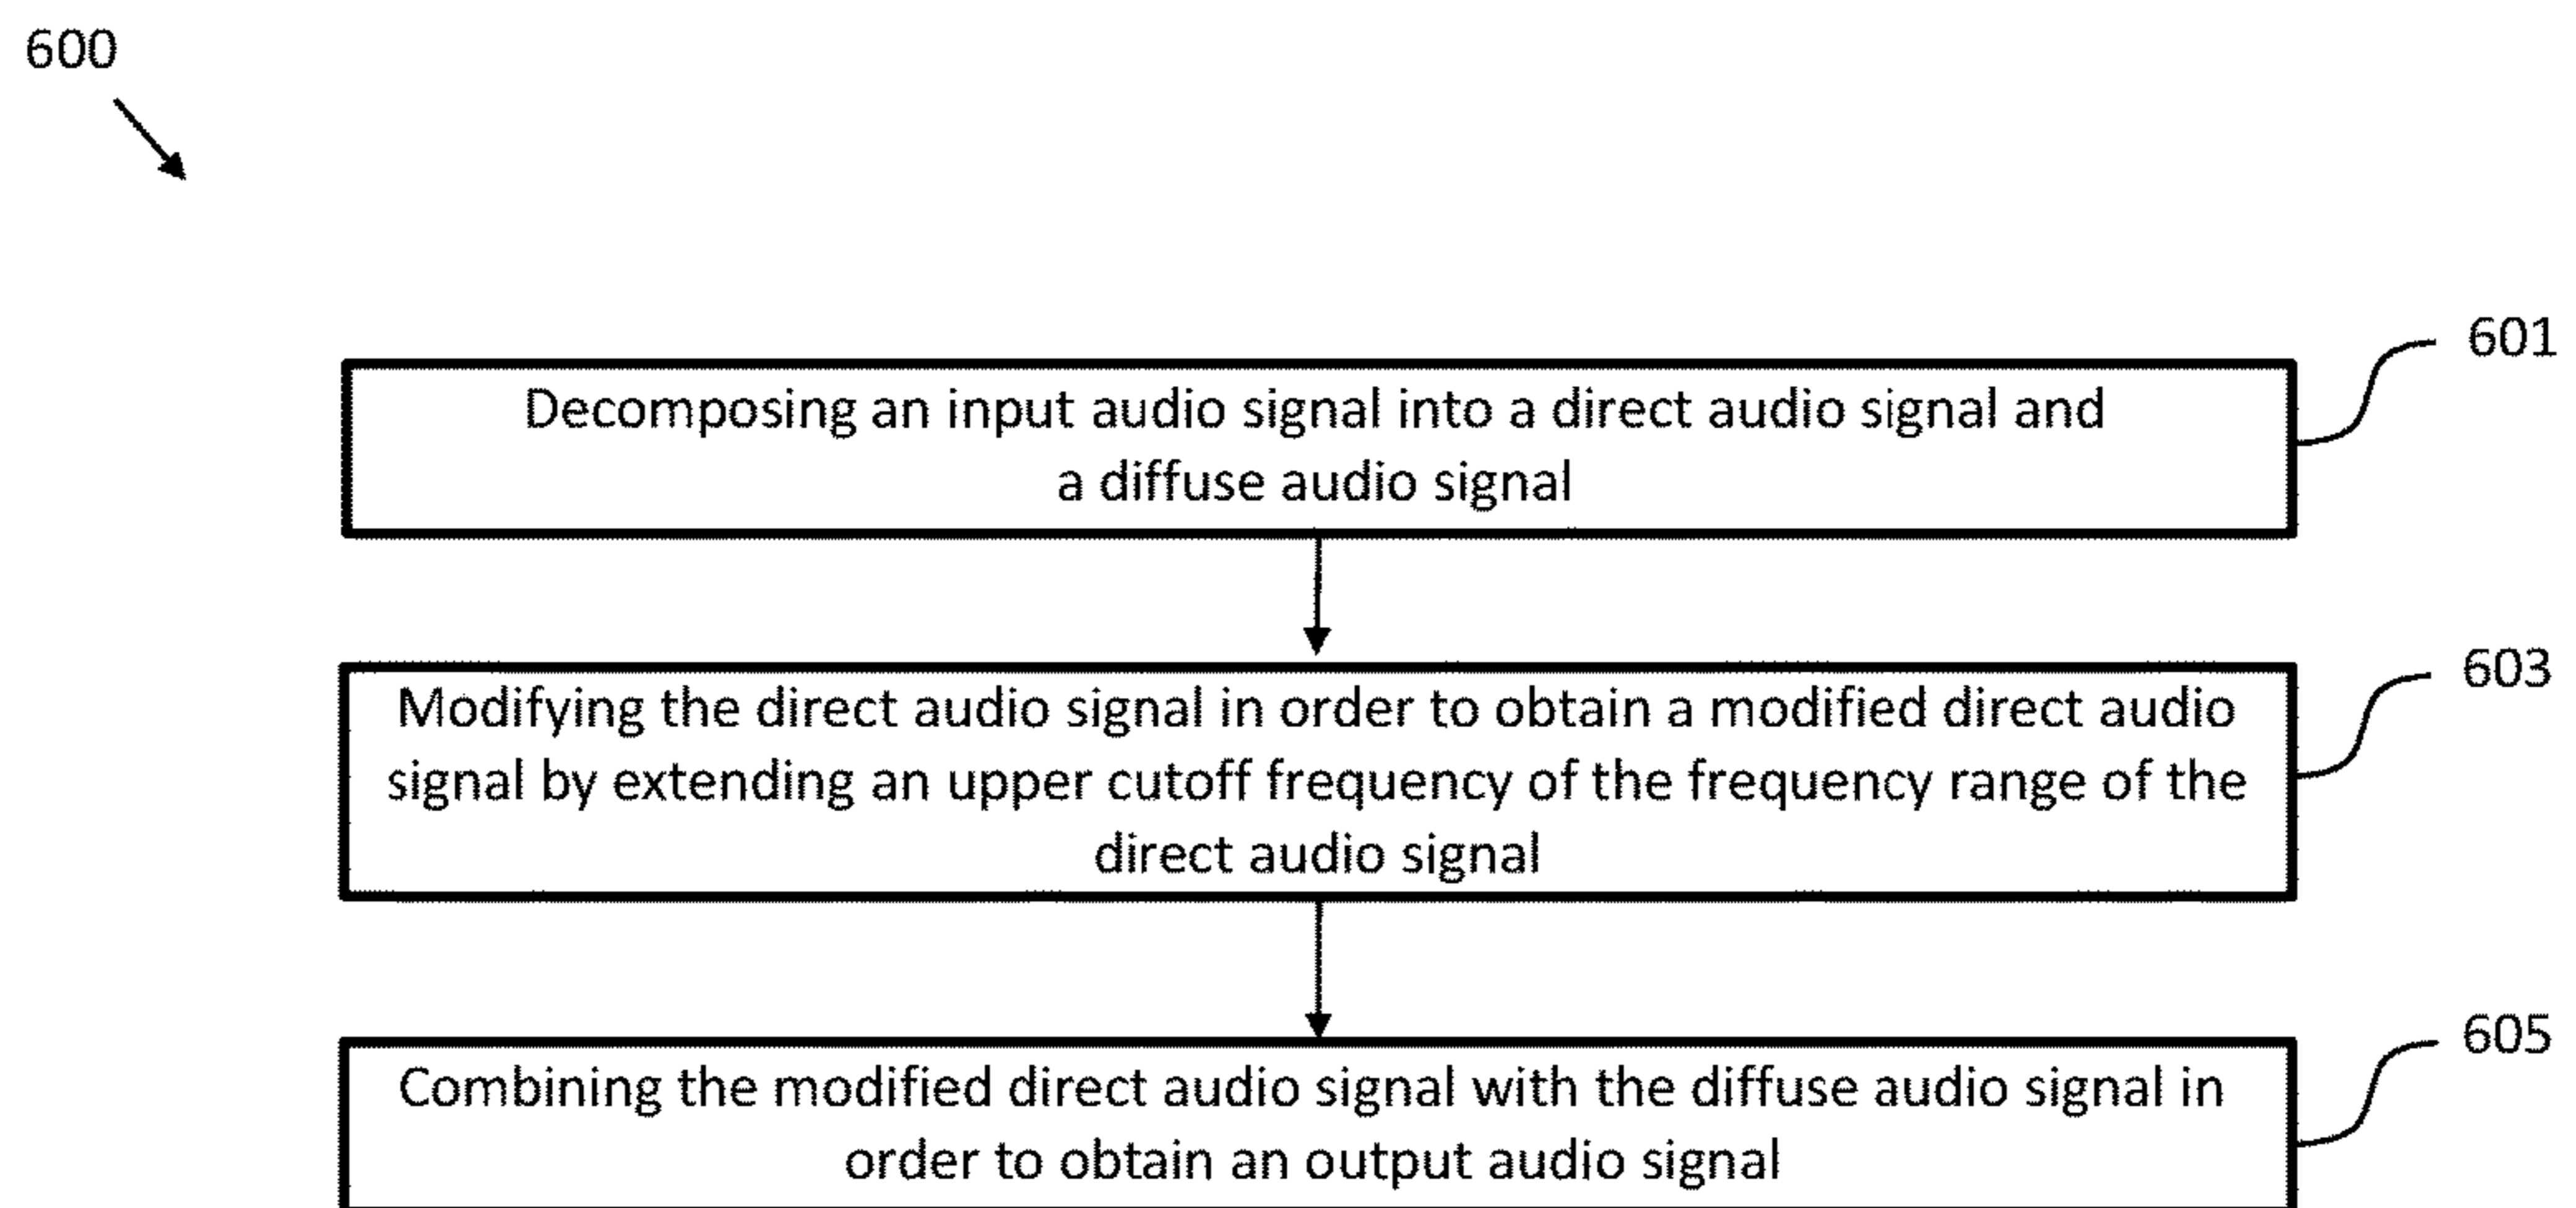 600
601
Decomposing an input audio signal into a direct audio signal and
a diffuse audio signal
603
Modifying the direct audio signal in order to obtain a modified direct audio
signal by extending an upper cutoff frequency of the frequency range of the
direct audio signal
605
Combining the modified direct audio signal with the diffuse audio signal in
order to obtain an output audio signal